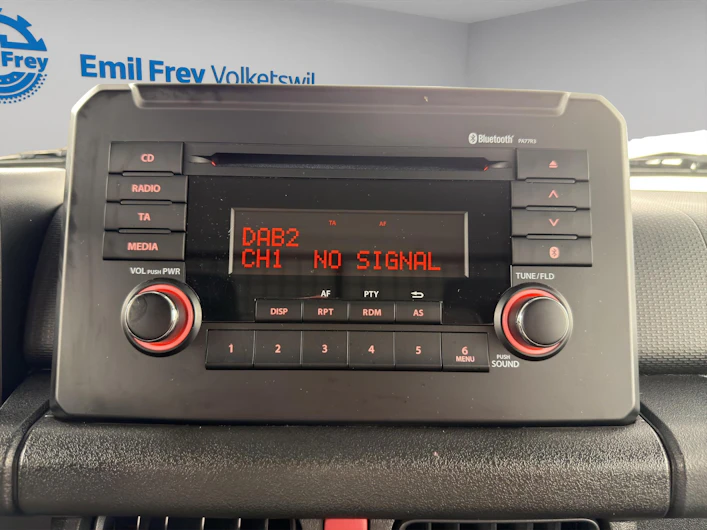 Emil Frey Volketswil
Frey
Bluetooth PA77K3
CD
RADIO
TA
MEDIA
TA AF
DAB2
CH1 NO SIGNAL
VOL PUSH PWR
TUNE/FLD
AF PTY
DISP RPT RDM AS
1 2 3 4 5 6
MENU
PUSH
SOUND